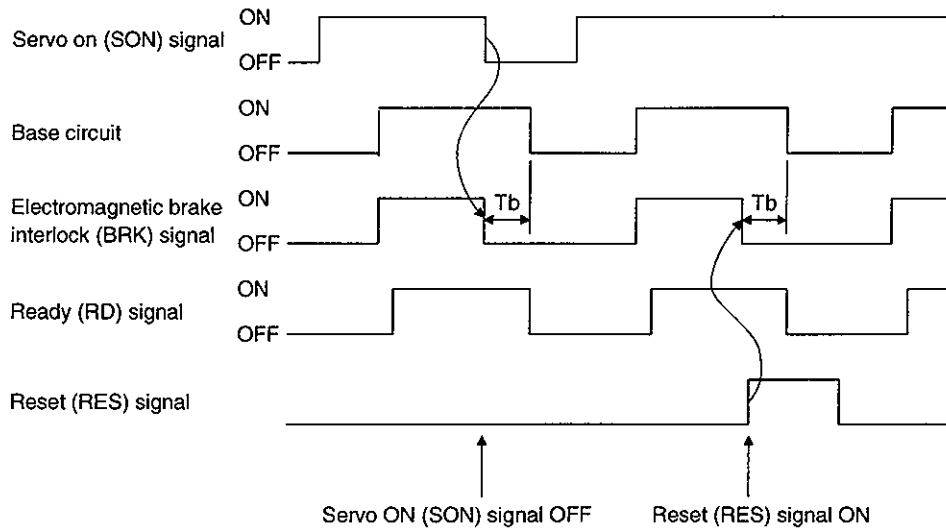 Servo on (SON) signal
ON
OFF
Base circuit
ON
OFF
Electromagnetic brake
interlock (BRK) signal
ON
OFF
Tb
Tb
Ready (RD) signal
ON
OFF
Reset (RES) signal
Servo ON (SON) signal OFF
Reset (RES) signal ON